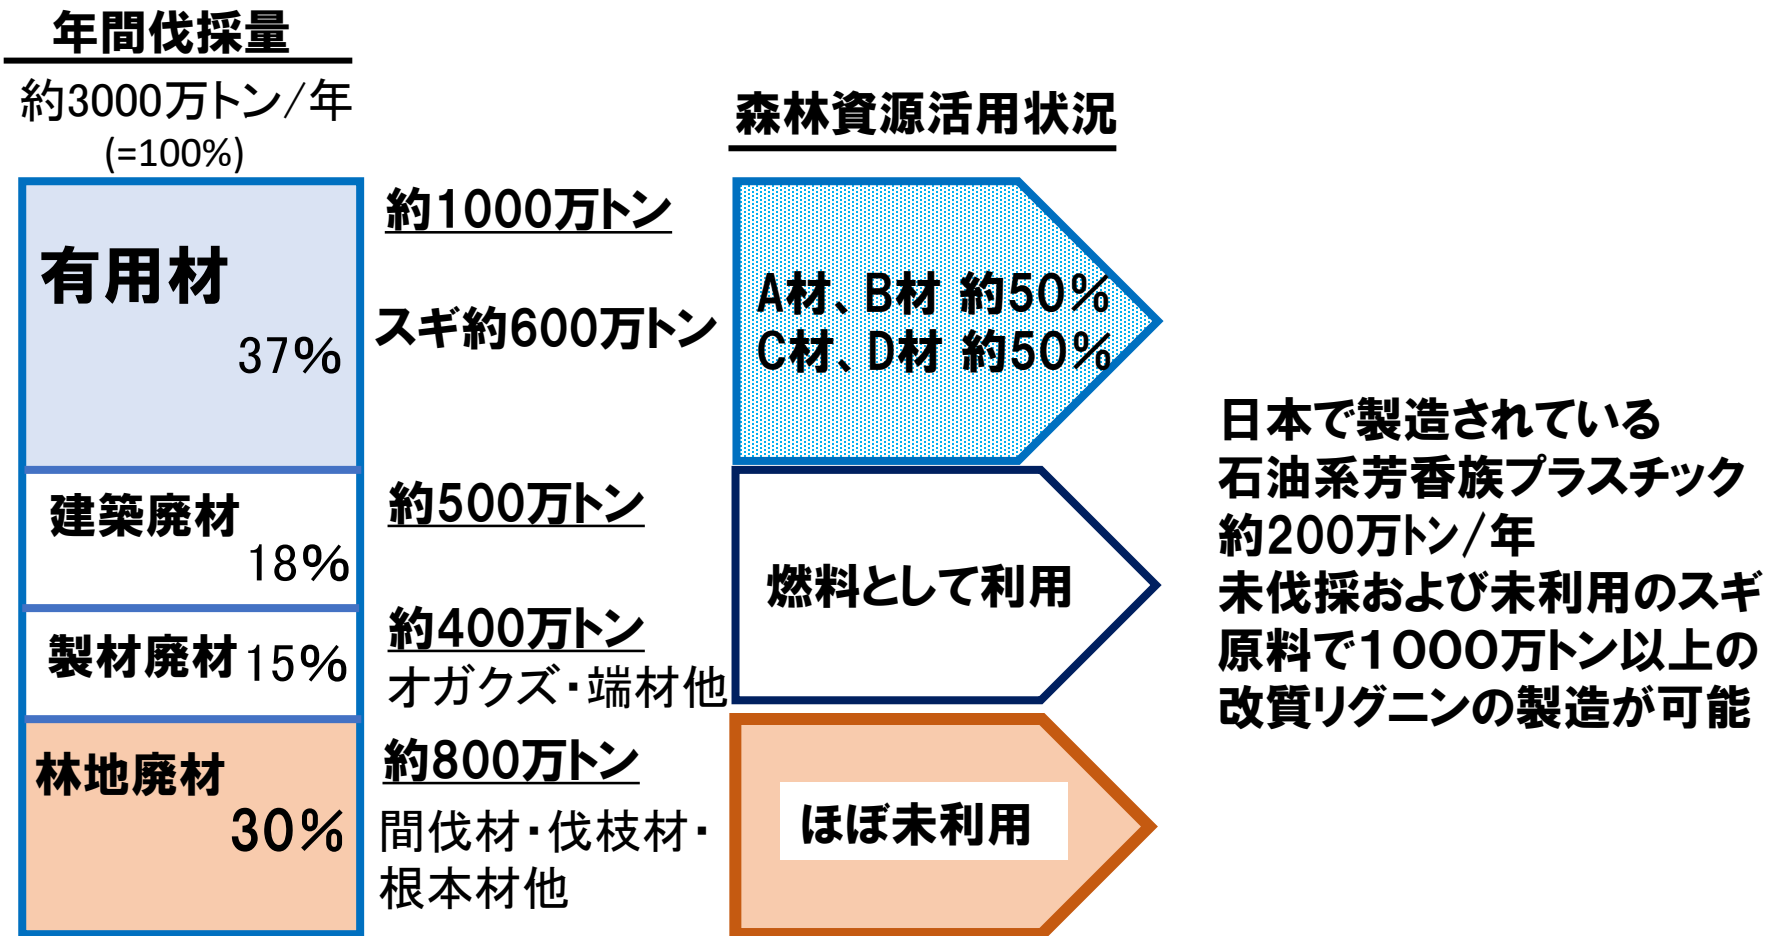 年間伐採量
約3000万トン/年
(=100%)
有用材
37%
建築廃材
18%
製材廃材 15%
林地廃材
30%
約1000万トン
スギ約600万トン
約500万トン
約400万トン
オガクズ・端材他
約800万トン
間伐材・伐枝材・
根本材他
森林資源活用状況
A材、B材 約50%
C材、D材 約50%
燃料として利用
ほぼ未利用
日本で製造されている
石油系芳香族プラスチック
約200万トン/年
未伐採および未利用のスギ
原料で1000万トン以上の
改質リグニンの製造が可能